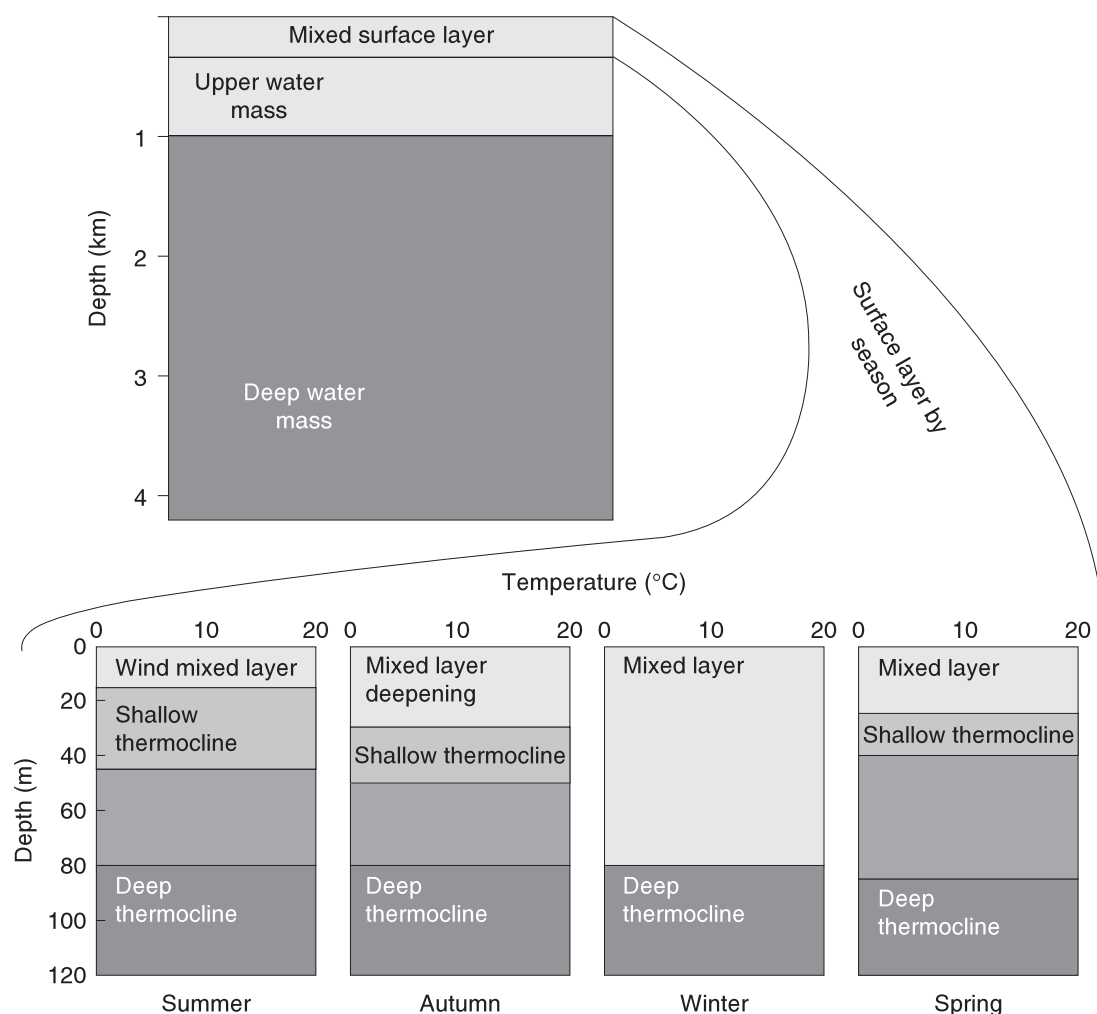 Mixed surface layer
Upper water
mass
1
2
3
4
Depth (km)
Deep water
mass
Surface layer by
season
Temperature (°C)
0 10 20 0 10 20 0 10 20 0 10 20
0
20
40
60
80
100
120
Depth (m)
Wind mixed layer
Shallow
thermocline
Deep
thermocline
Summer
Mixed layer
deepening
Shallow thermocline
Deep
thermocline
Autumn
Mixed layer
Deep
thermocline
Winter
Mixed layer
Shallow thermocline
Deep
thermocline
Spring